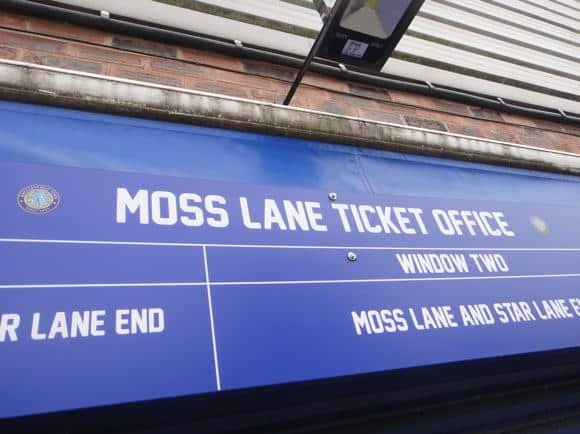 MOSS LANE TICKET OFFICE
WINDOW TWO
R LANE END
MOSS LANE AND STAR LANE E